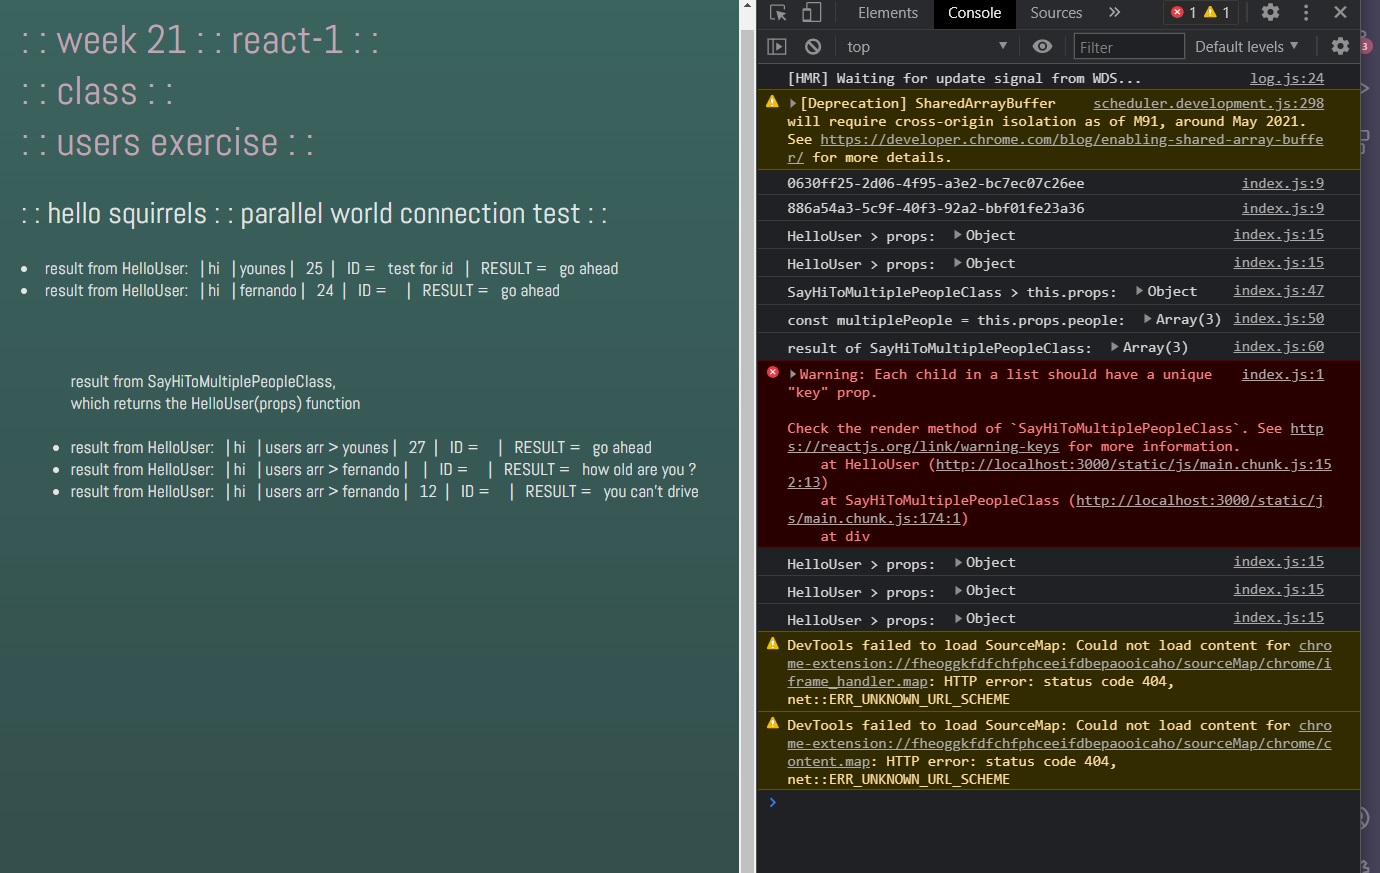 : : week 21 : : react-1 : :
: : class : :
: : users exercise : :
: : hello squirrels : : parallel world connection test : :
• result from HelloUser: | hi | younes | 25 | ID = test for id | RESULT = go ahead
• result from HelloUser: | hi | fernando | 24 | ID = | RESULT = go ahead
result from SayHiToMultiplePeopleClass,
which returns the HelloUser(props) function
• result from HelloUser: | hi | users arr > younes | 27 | ID = | RESULT = go ahead
• result from HelloUser: | hi | users arr > fernando | | ID = | RESULT = how old are you ?
• result from HelloUser: | hi | users arr > fernando | 12 | ID = | RESULT = you can't drive
Elements Console Sources » 1 1
top Filter Default levels
3
[HMR] Waiting for update signal from WDS... log.js:24
[Deprecation] SharedArrayBuffer scheduler.development.js:298
will require cross-origin isolation as of M91, around May 2021.
See https://developer.chrome.com/blog/enabling-shared-array-buffe
r/ for more details.
0630ff25-2d06-4f95-a3e2-bc7ec07c26ee index.js:9
886a54a3-5c9f-40f3-92a2-bbf01fe23a36 index.js:9
HelloUser > props: Object index.js:15
HelloUser > props: Object index.js:15
SayHiToMultiplePeopleClass > this.props: Object index.js:47
const multiplePeople = this.props.people: Array(3) index.js:50
result of SayHiToMultiplePeopleClass: Array(3) index.js:60
Warning: Each child in a list should have a unique index.js:1
"key" prop.
Check the render method of `SayHiToMultiplePeopleClass`. See http
s://reactjs.org/link/warning-keys for more information.
at HelloUser (http://localhost:3000/static/js/main.chunk.js:15
2:13)
at SayHiToMultiplePeopleClass (http://localhost:3000/static/j
s/main.chunk.js:174:1)
at div
HelloUser > props: Object index.js:15
HelloUser > props: Object index.js:15
HelloUser > props: Object index.js:15
DevTools failed to load SourceMap: Could not load content for chro
me-extension://fheoggkfdfchfphceeifdbepaooicaho/sourceMap/chrome/i
frame_handler.map: HTTP error: status code 404,
net::ERR_UNKNOWN_URL_SCHEME
DevTools failed to load SourceMap: Could not load content for chro
me-extension://fheoggkfdfchfphceeifdbepaooicaho/sourceMap/chrome/c
ontent.map: HTTP error: status code 404,
net::ERR_UNKNOWN_URL_SCHEME